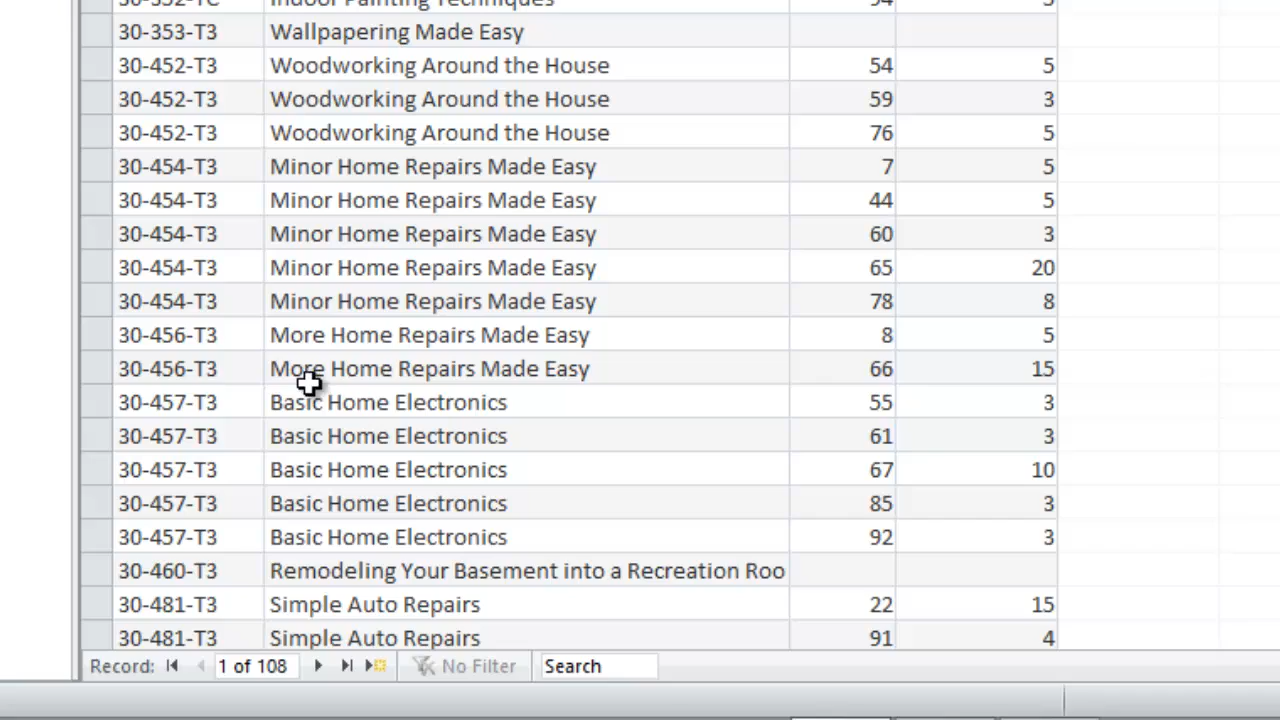 30-352-TC Indoor Painting Techniques 94 5
30-353-T3 Wallpapering Made Easy
30-452-T3 Woodworking Around the House 54 5
30-452-T3 Woodworking Around the House 59 3
30-452-T3 Woodworking Around the House 76 5
30-454-T3 Minor Home Repairs Made Easy 7 5
30-454-T3 Minor Home Repairs Made Easy 44 5
30-454-T3 Minor Home Repairs Made Easy 60 3
30-454-T3 Minor Home Repairs Made Easy 65 20
30-454-T3 Minor Home Repairs Made Easy 78 8
30-456-T3 More Home Repairs Made Easy 8 5
30-456-T3 More Home Repairs Made Easy 66 15
30-457-T3 Basic Home Electronics 55 3
30-457-T3 Basic Home Electronics 61 3
30-457-T3 Basic Home Electronics 67 10
30-457-T3 Basic Home Electronics 85 3
30-457-T3 Basic Home Electronics 92 3
30-460-T3 Remodeling Your Basement into a Recreation Roo
30-481-T3 Simple Auto Repairs 22 15
30-481-T3 Simple Auto Repairs 91 4
Record: 1 of 108 No Filter Search